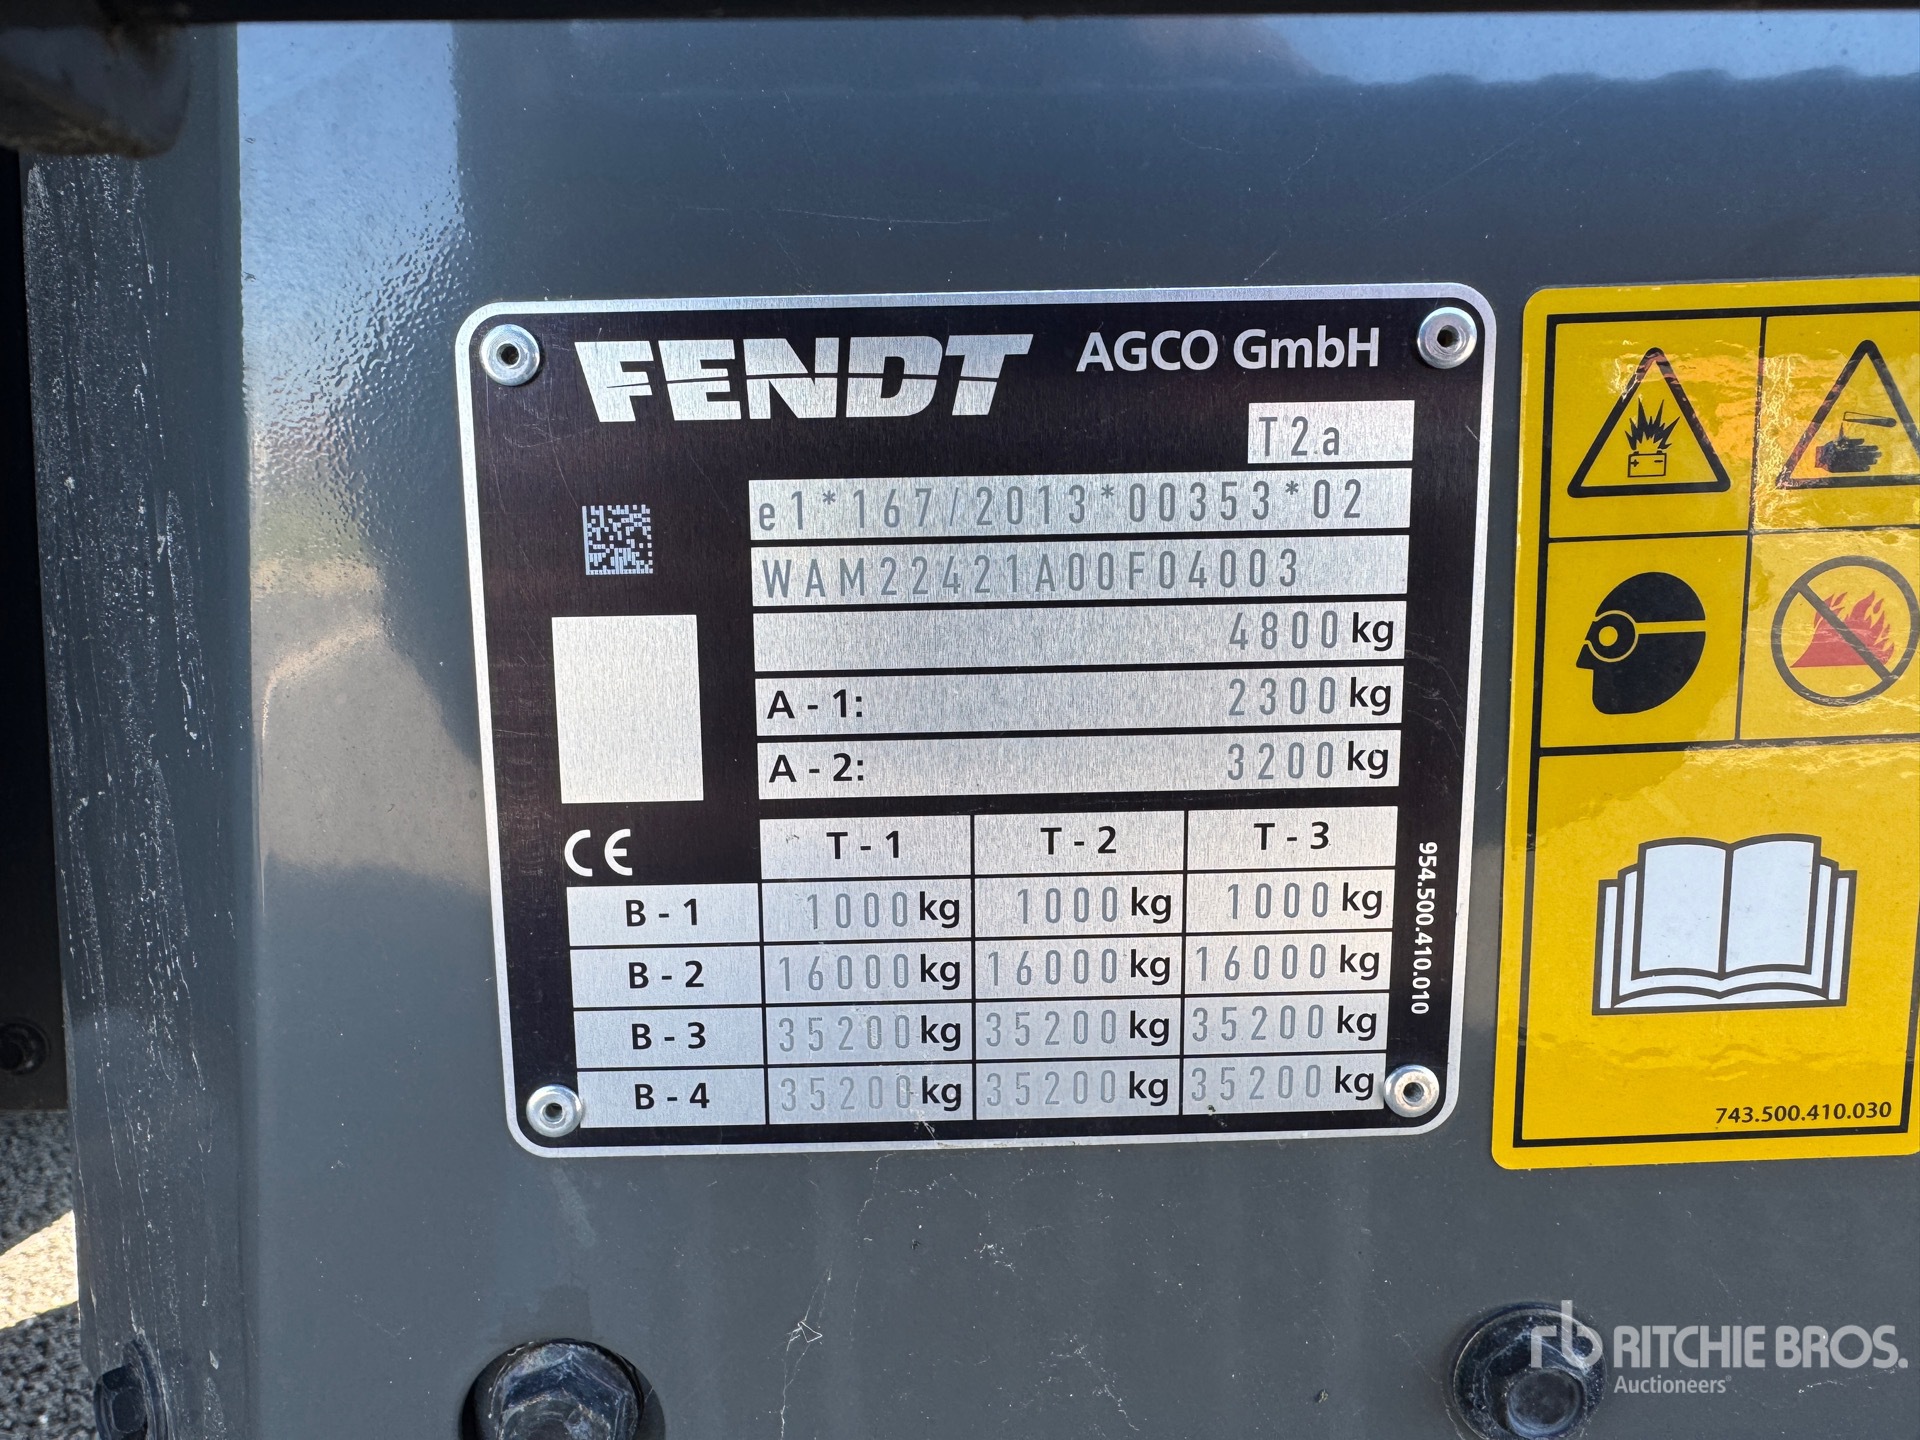 FENDT AGCO GmbH
T2.a
e1*167/2013*00353*02
WAM22421A00F04003
4800 kg
A - 1: 2300 kg
A - 2: 3200 kg
CE T - 1 T - 2 T - 3
B - 1 1000 kg 1000 kg 1000 kg
B - 2 16000 kg 16000 kg 16000 kg
B - 3 35200 kg 35200 kg 35200 kg
B - 4 35200 kg 35200 kg 35200 kg
954.500.410.010
743.500.410.030
rb RITCHIE BROS.
Auctioneers